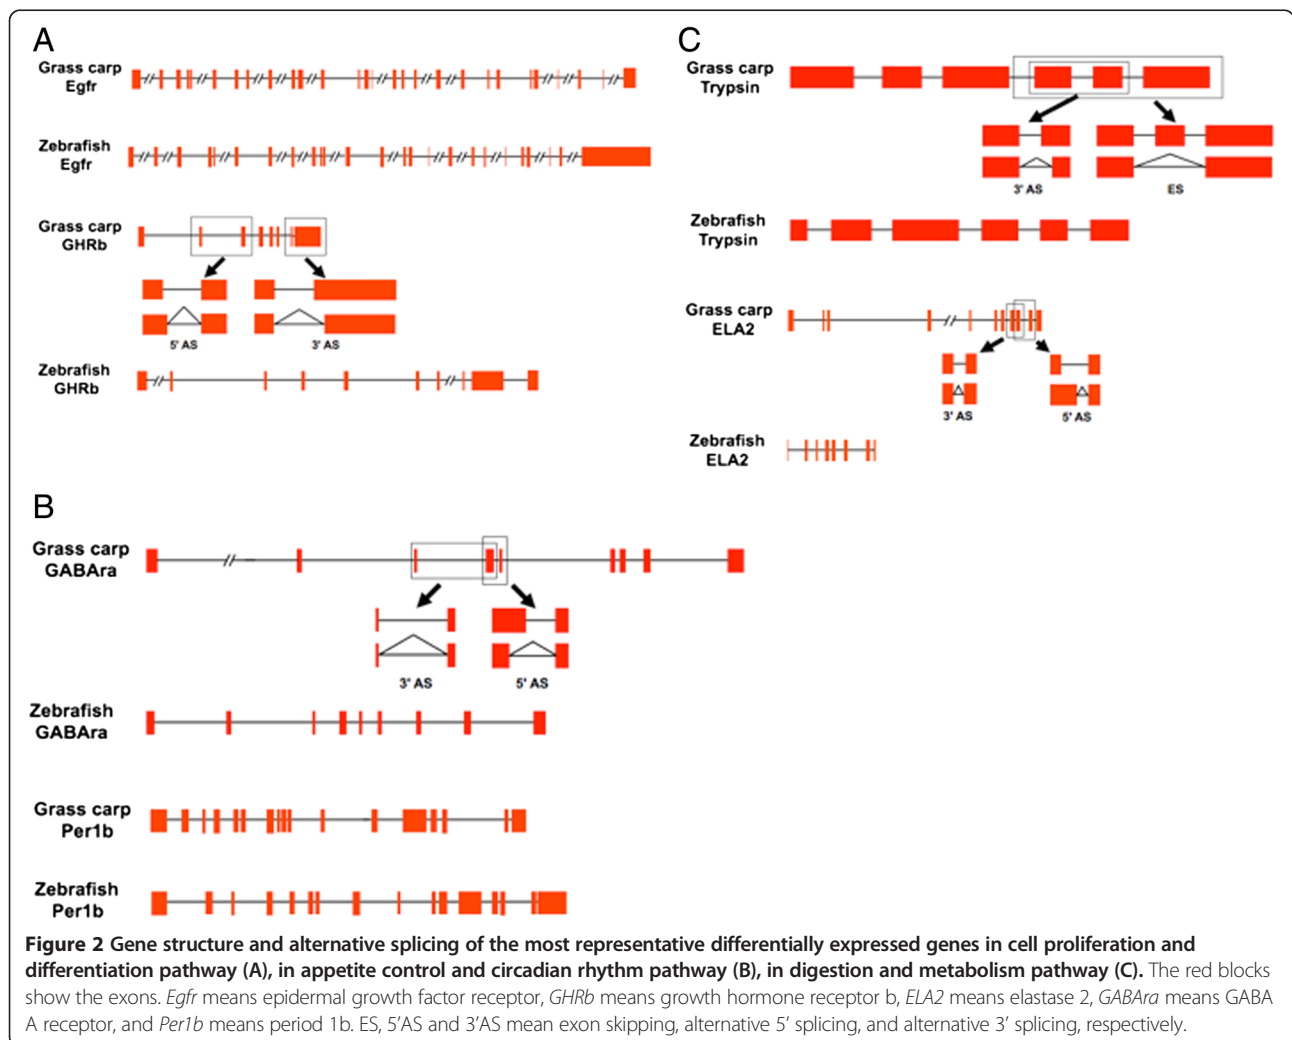 A
Grass carp
Egfr
Zebrafish
Egfr
Grass carp
GHRb
5' AS
3' AS
Zebrafish
GHRb
C
Grass carp
Trypsin
3' AS
ES
Zebrafish
Trypsin
Grass carp
ELA2
3' AS
5' AS
Zebrafish
ELA2
B
Grass carp
GABAra
3' AS
5' AS
Zebrafish
GABAra
Grass carp
Per1b
Zebrafish
Per1b
Figure 2 Gene structure and alternative splicing of the most representative differentially expressed genes in cell proliferation and
differentiation pathway (A), in appetite control and circadian rhythm pathway (B), in digestion and metabolism pathway (C). The red blocks
show the exons. Egfr means epidermal growth factor receptor, GHRb means growth hormone receptor b, ELA2 means elastase 2, GABAra means GABA
A receptor, and Per1b means period 1b. ES, 5'AS and 3'AS mean exon skipping, alternative 5' splicing, and alternative 3' splicing, respectively.